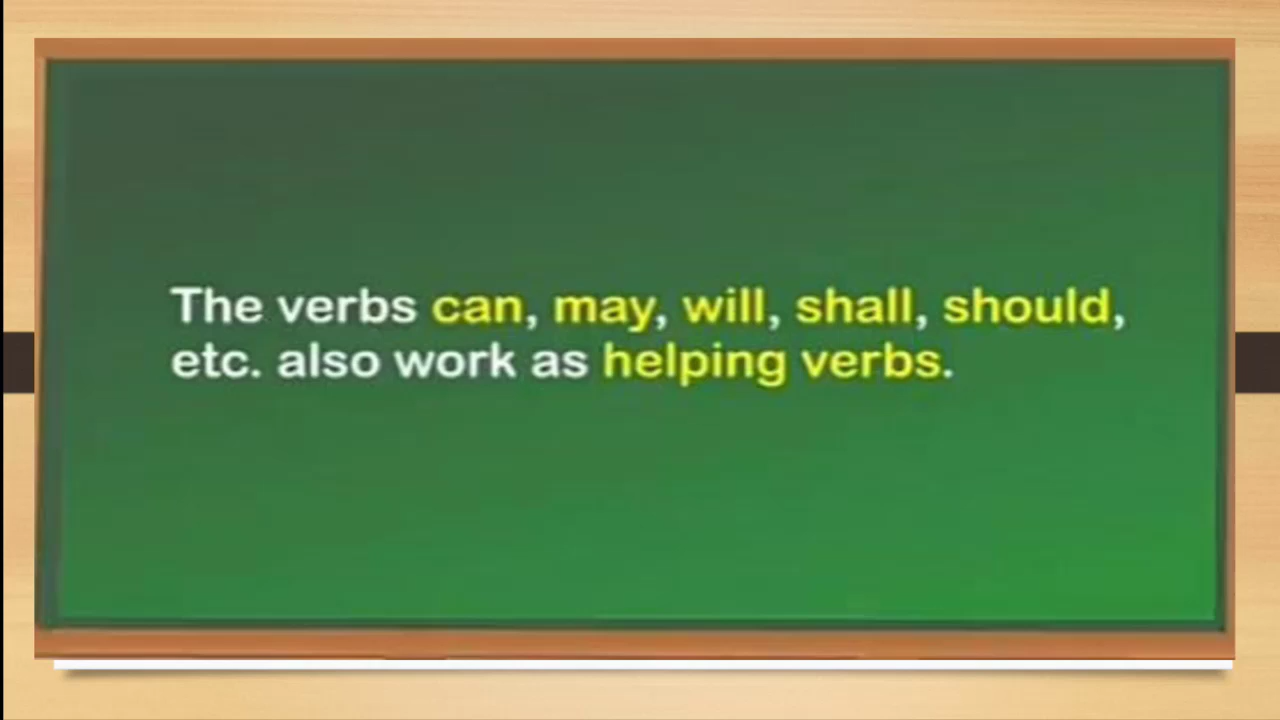 The verbs can, may, will, shall, should,
etc. also work as helping verbs.